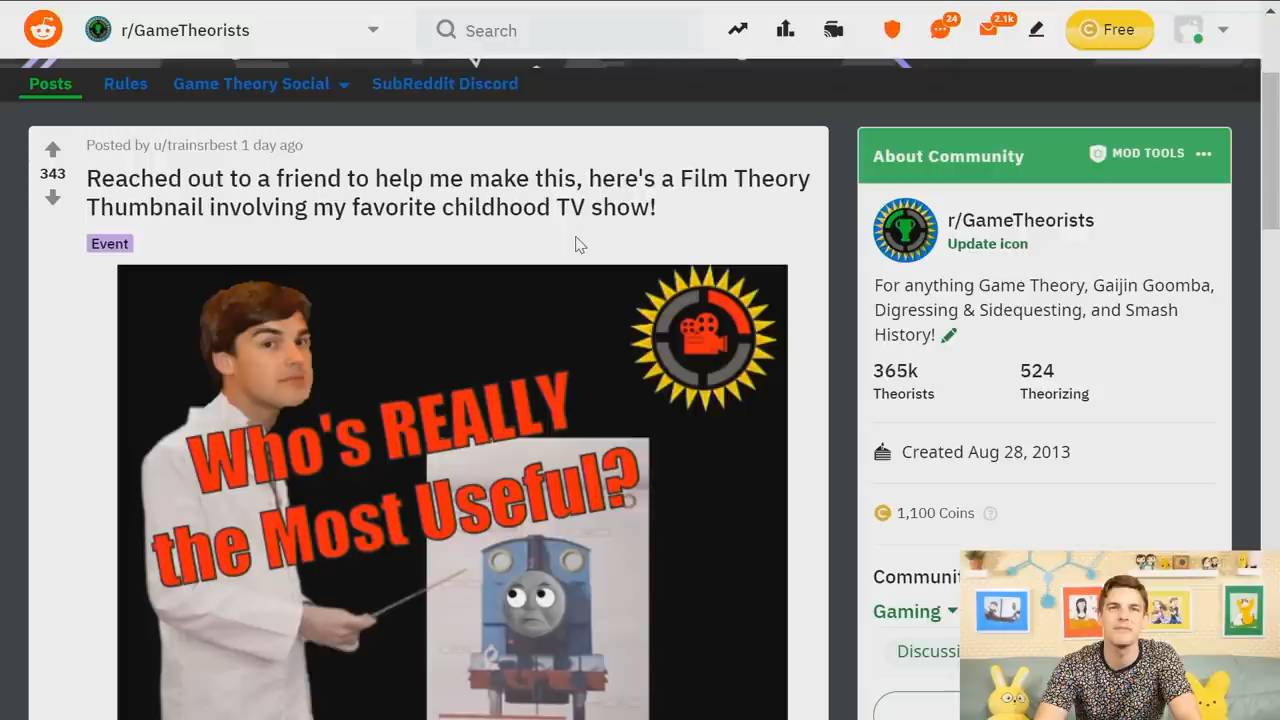 r/GameTheorists
Search
24
2.1k
Free
Posts
Rules
Game Theory Social
SubReddit Discord
Posted by u/trainsrbest 1 day ago
343
Reached out to a friend to help me make this, here's a Film Theory
Thumbnail involving my favorite childhood TV show!
Event
Who's REALLY
the Most Useful?
About Community
MOD TOOLS
r/GameTheorists
Update icon
For anything Game Theory, Gaijin Goomba,
Digressing & Sidequesting, and Smash
History!
365k
524
Theorists
Theorizing
Created Aug 28, 2013
1,100 Coins
Communi
Gaming
Discussi